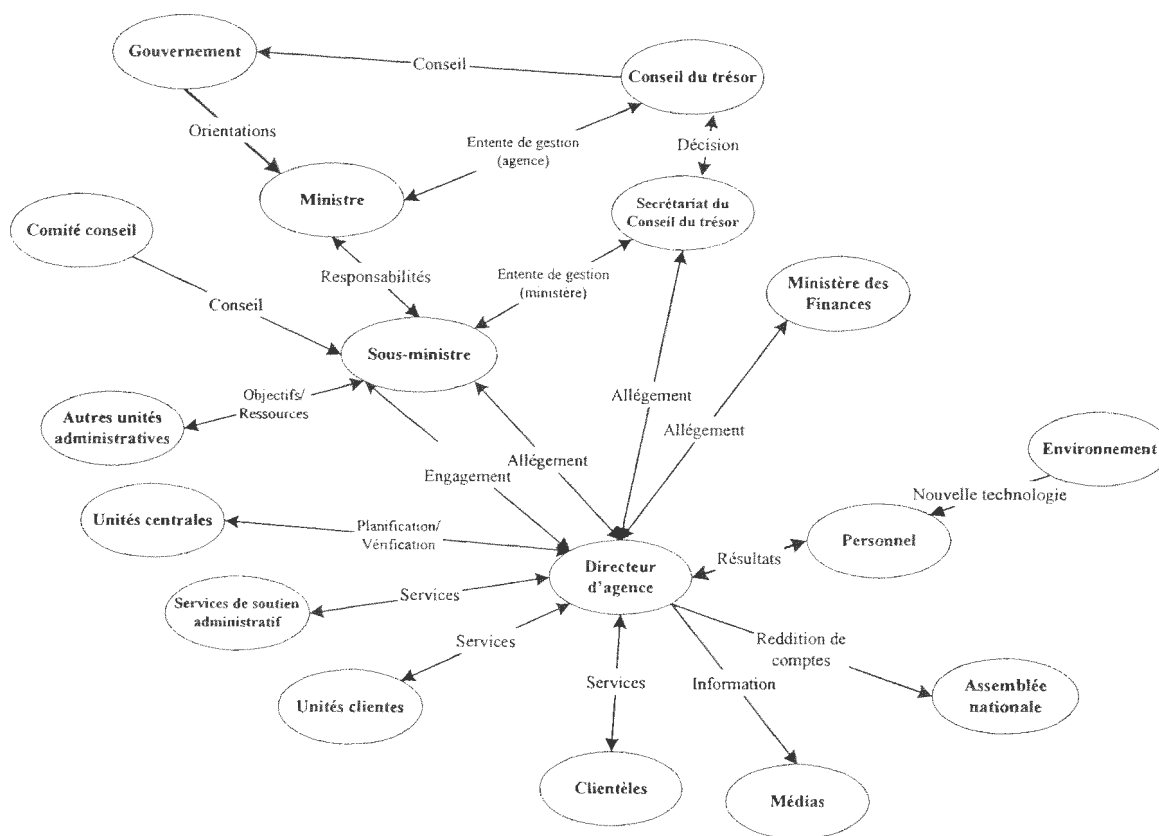 Gouvernement
Conseil
Conseil du trésor
Orientations
Entente de gestion
(agence)
Décision
Ministre
Secrétariat du
Conseil du trésor
Comité conseil
Responsabilités
Entente de gestion
(ministère)
Ministère des
Finances
Conseil
Sous-ministre
Objectifs/
Ressources
Allégement
Autres unités
administratives
Allégement
Environnement
Engagement
Allégement
Nouvelle technologie
Unités centrales
Planification/
Vérification
Personnel
Résultats
Directeur
d'agence
Services de soutien
administratif
Services
Services
Reddition de
comptes
Services
Information
Assemblée
nationale
Unités clientes
Clientèles
Médias